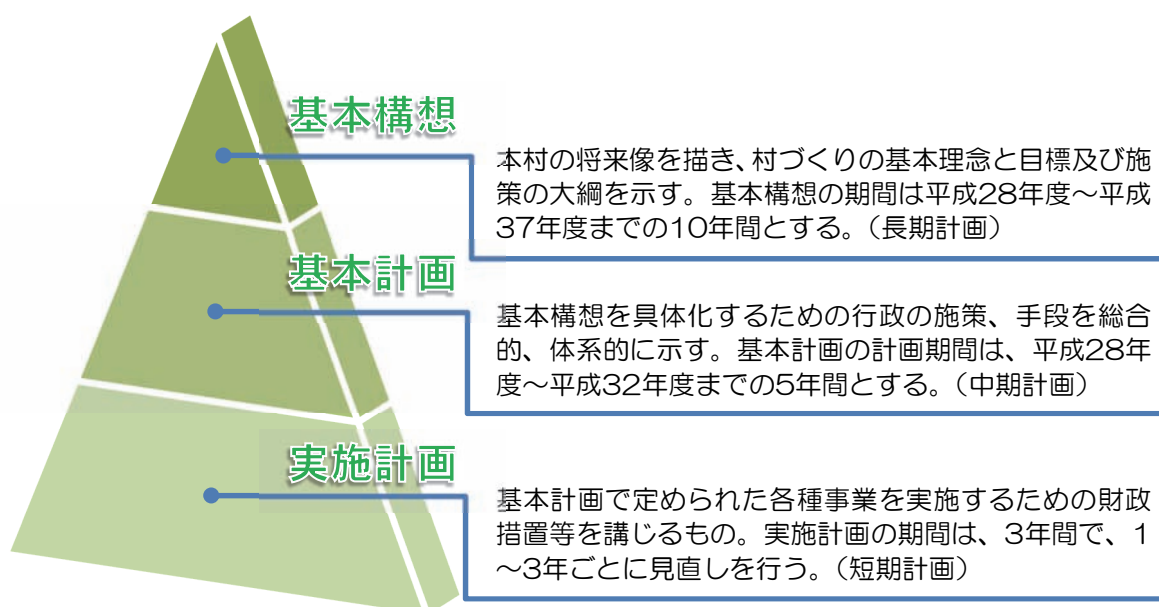 基本構想
本村の将来像を描き、村づくりの基本理念と目標及び施
策の大綱を示す。基本構想の期間は平成28年度～平成
37年度までの10年間とする。（長期計画）
基本計画
基本構想を具体化するための行政の施策、手段を総合
的、体系的に示す。基本計画の計画期間は、平成28年
度～平成32年度までの5年間とする。（中期計画）
実施計画
基本計画で定められた各種事業を実施するための財政
措置等を講じるもの。実施計画の期間は、3年間で、1
～3年ごとに見直しを行う。（短期計画）